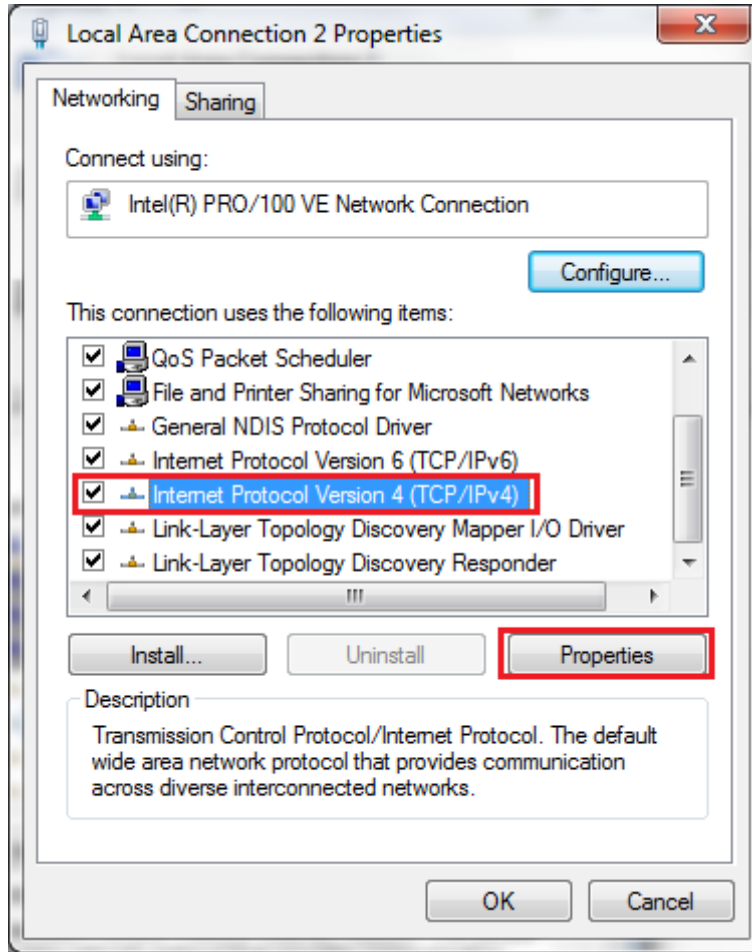 Local Area Connection 2 Properties
Networking
Sharing
Connect using:
Intel(R) PRO/100 VE Network Connection
Configure...
This connection uses the following items:
QoS Packet Scheduler
File and Printer Sharing for Microsoft Networks
General NDIS Protocol Driver
Internet Protocol Version 6 (TCP/IPv6)
Internet Protocol Version 4 (TCP/IPv4)
Link-Layer Topology Discovery Mapper I/O Driver
Link-Layer Topology Discovery Responder
Install...
Uninstall
Properties
Description
Transmission Control Protocol/Internet Protocol. The default
wide area network protocol that provides communication
across diverse interconnected networks.
OK
Cancel